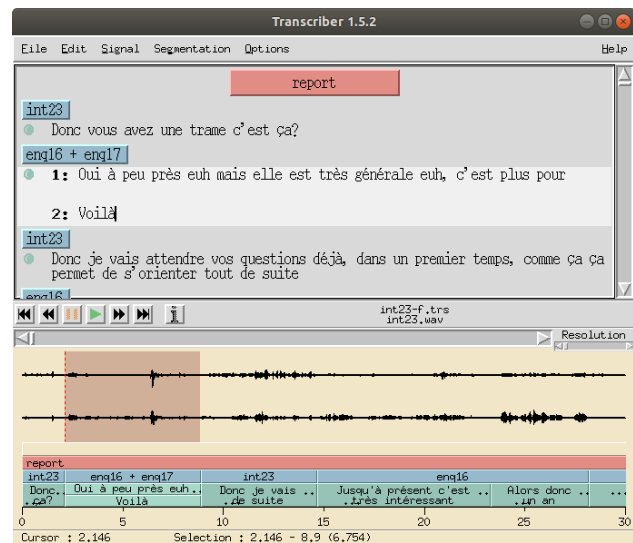 Transcriber 1.5.2
File Edit Signal Segmentation Options Help
report
int23
Donc vous avez une trame c'est ça?
enq16 + enq17
1: Oui à peu près euh mais elle est très générale euh, c'est plus pour
2: Voilà
int23
Donc je vais attendre vos questions déjà, dans un premier temps, comme ça ça
permet de s'orienter tout de suite
enq16
int23-f.trs
int23.wav
Resolution
report
int23 enq16 + enq17 int23 enq16
Donc.. Oui à peu près euh.. Donc je vais .. Jusqu'à présent c'est .. Alors donc .. ...
..ça? Voilà ..de suite ..très intéressant ..un an
0 5 10 15 20 25 30
Cursor : 2.146 Selection : 2.146 - 8.9 (6.754)